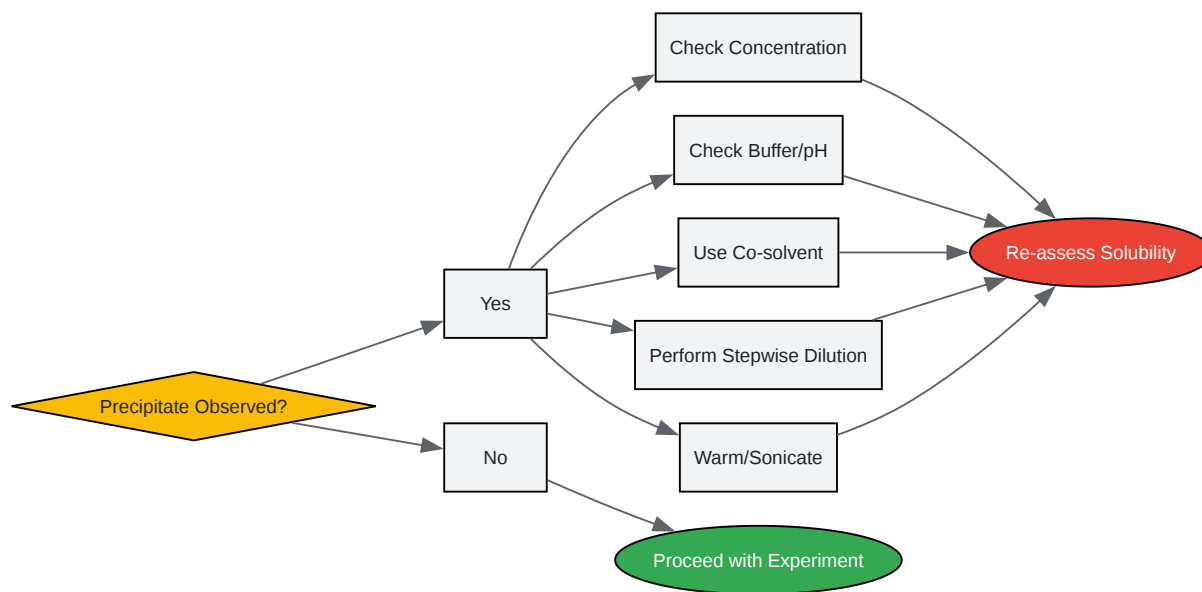 Precipitate Observed?
Yes
No
Check Concentration
Check Buffer/pH
Use Co-solvent
Perform Stepwise Dilution
Warm/Sonicate
Proceed with Experiment
Re-assess Solubility